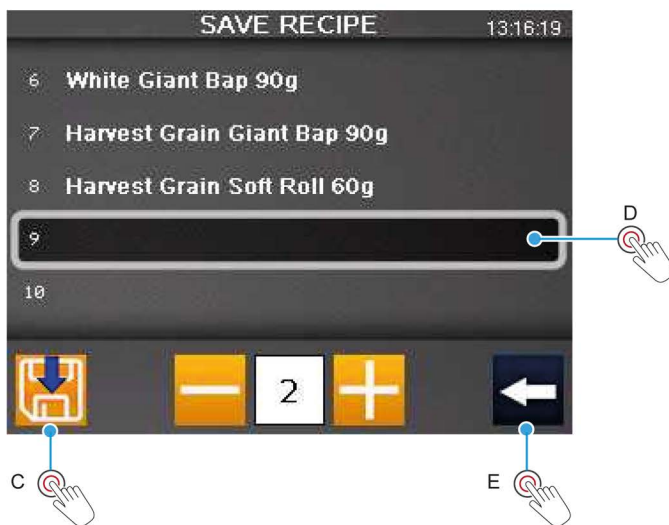 SAVE RECIPE 13:16:19
6 White Giant Bap 90g
7 Harvest Grain Giant Bap 90g
8 Harvest Grain Soft Roll 60g
9
D
10
2
C
E